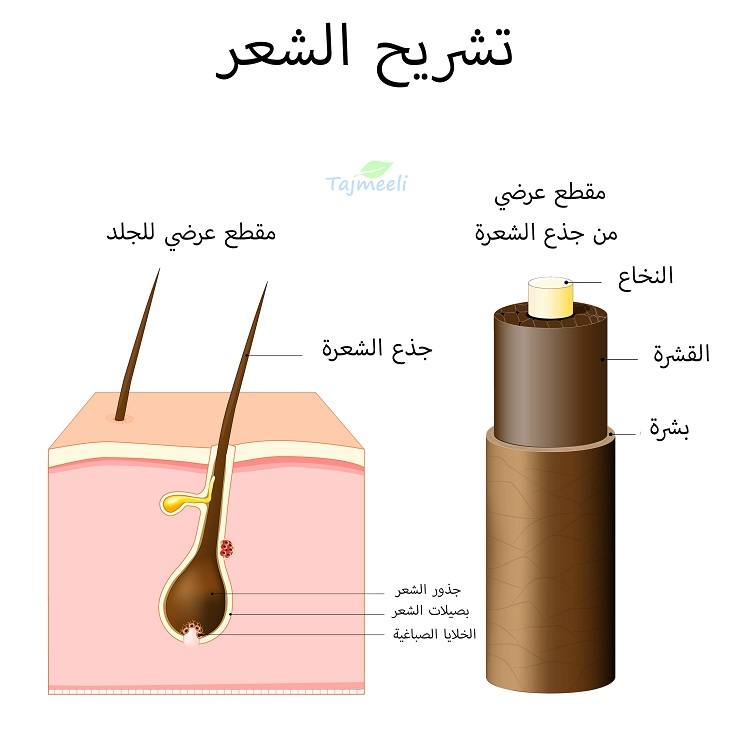 تشريح الشعر
Tajmeeli
مقطع عرضي
من جذع الشعرة
مقطع عرضي للجلد
النخاع
جذع الشعرة
القشرة
بشرة
جذور الشعر
بصيلات الشعر
الخلايا الصباغية